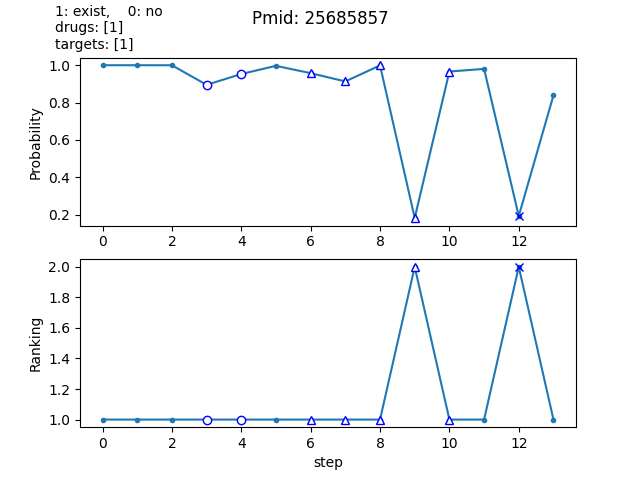 1: exist,    0: no
Pmid: 25685857
drugs: [1]
targets: [1]
1.0
0.8
0.6
0.4
0.2
Probability
0 2 4 6 8 10 12
2.0
1.8
1.6
1.4
1.2
1.0
Ranking
0 2 4 6 8 10 12
step